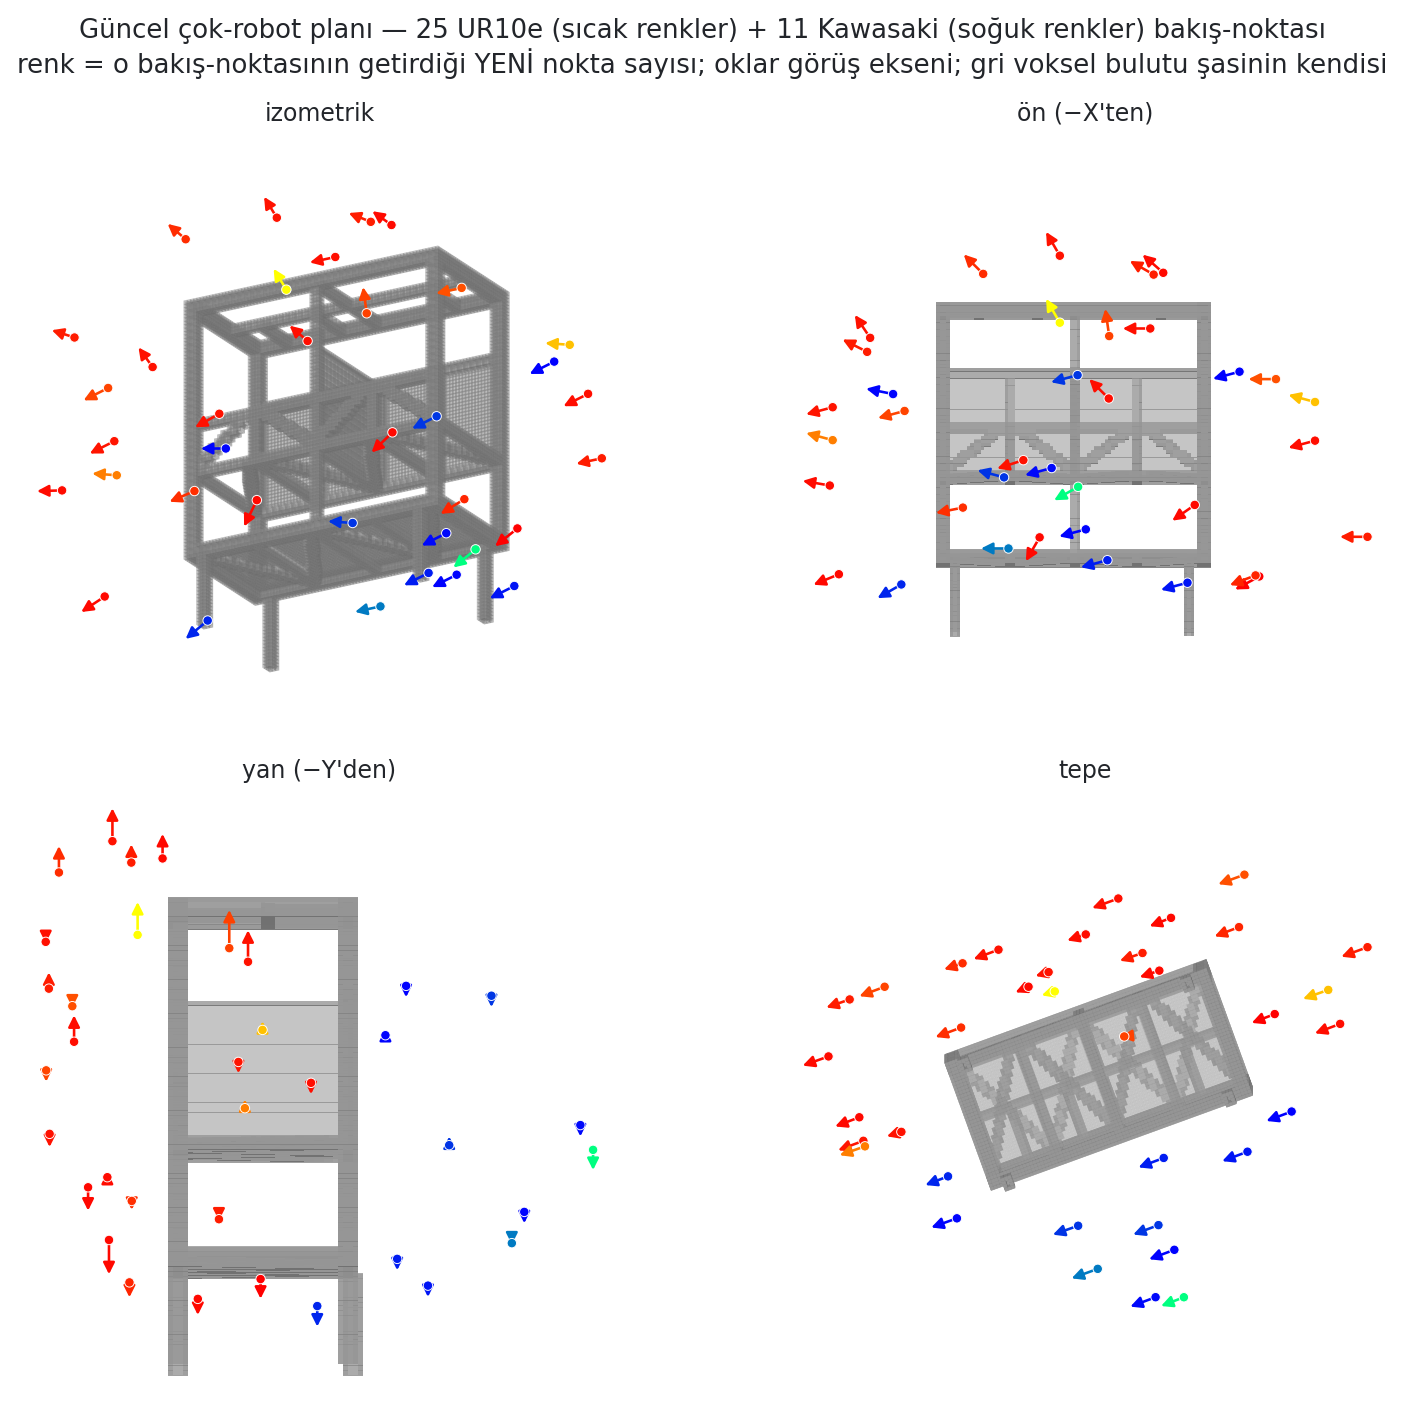 Güncel çok-robot planı — 25 UR10e (sıcak renkler) + 11 Kawasaki (soğuk renkler) bakış-noktası
renk = o bakış-noktasının getirdiği YENİ nokta sayısı; oklar görüş ekseni; gri voksel bulutu şasinin kendisi
izometrik
ön (−X'ten)
yan (−Y'den)
tepe